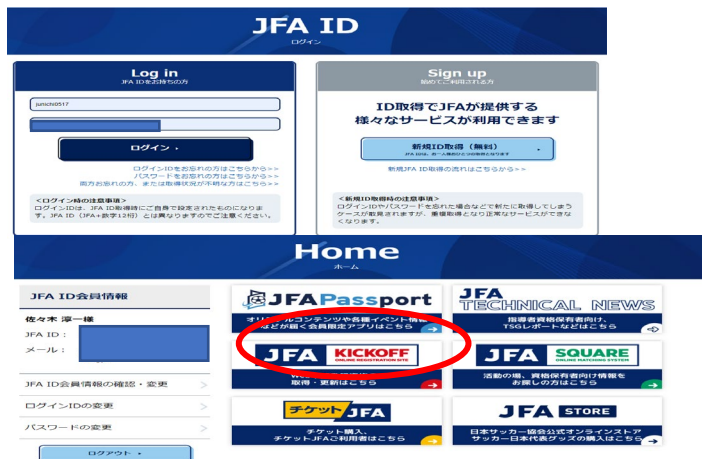 JFA ID
ログイン
Log in
JFA IDをお持ちの方
junichi0517
ログイン
ログインIDをお忘れの方はこちらから>>
パスワードをお忘れの方はこちらから>>
両方お忘れの方、または取得状況が不明な方はこちら>>
<ログイン時の注意事項>
ログインIDは、JFA ID取得時にご自身で設定されたものになりま
す。JFA ID（JFA+数字12桁）とは異なりますのでご注意ください。
Sign up
初めてご利用される方
ID取得でJFAが提供する
様々なサービスが利用できます
新規ID取得（無料）
JFA IDは、お一人様おひとつの取得となります
新規JFA ID取得の流れはこちらから>>
<新規ID取得時の注意事項>
ログインIDやパスワードを忘れた場合などで新たに取得してしまう
ケースが散見されますが、重複取得となり正常なサービスができな
くなります。
Home
ホーム
JFA ID会員情報
佐々木 淳一様
JFA ID：
メール：
JFA ID会員情報の確認・変更
ログインIDの変更
パスワードの変更
ログアウト
JFAPassport
オリジナルコンテンツや各種イベント情報
などが届く会員限定アプリはこちら
JFA
TECHNICAL NEWS
指導者資格保有者向け、
TSGレポートなどはこちら
JFA KICKOFF
ONLINE REGISTRATION SITE
取得・更新はこちら
JFA SQUARE
ONLINE MATCHING SYSTEM
活動の場、資格保有者向け情報を
お探しの方はこちら
チケットJFA
チケット購入、
チケットJFAご利用者はこちら
JFA STORE
日本サッカー協会公式オンラインストア
サッカー日本代表グッズの購入はこちら